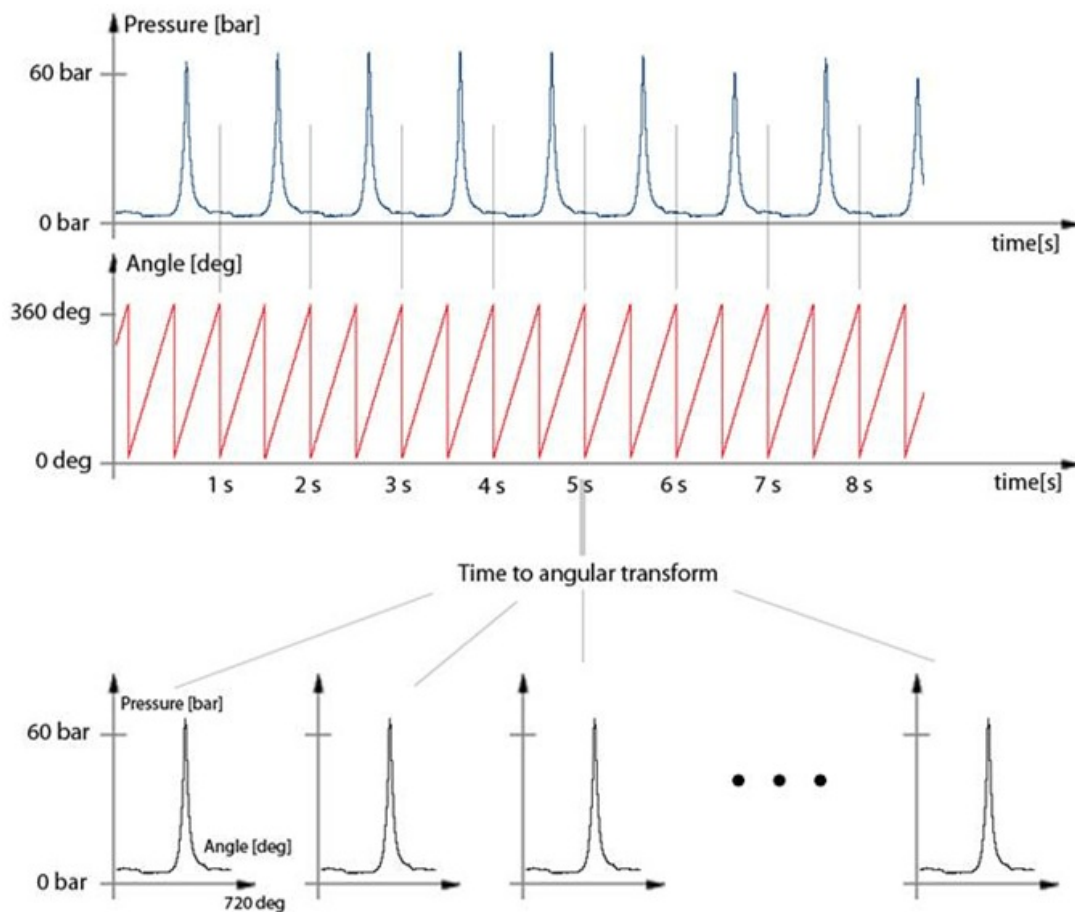 Pressure [bar]
60 bar
0 bar
time[s]
Angle [deg]
360 deg
0 deg
1 s 2 s 3 s 4 s 5 s 6 s 7 s 8 s time[s]
Time to angular transform
Pressure [bar]
60 bar
Angle [deg]
0 bar
720 deg